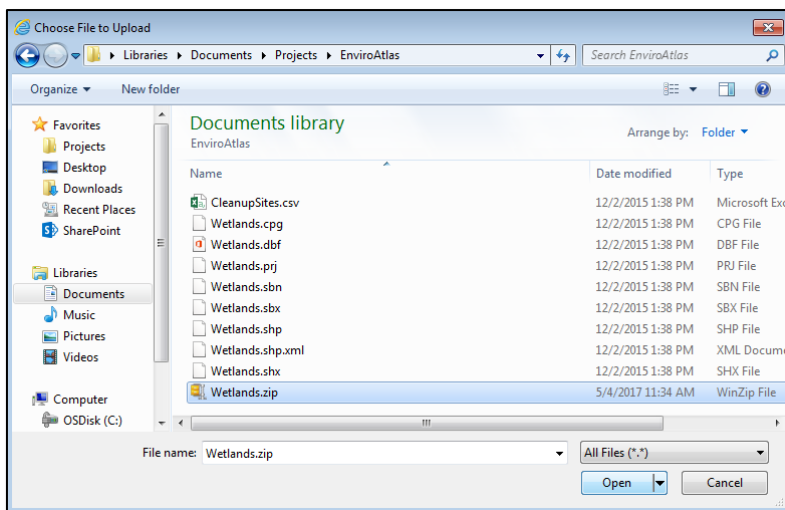 Choose File to Upload
Libraries Documents Projects EnviroAtlas Search EnviroAtlas
Organize New folder
Favorites
Projects
Desktop
Downloads
Recent Places
SharePoint
Libraries
Documents
Music
Pictures
Videos
Computer
OSDisk (C:)
Documents library
EnviroAtlas
Arrange by: Folder
Name Date modified Type
CleanupSites.csv 12/2/2015 1:38 PM Microsoft Exc
Wetlands.cpg 12/2/2015 1:38 PM CPG File
Wetlands.dbf 12/2/2015 1:38 PM DBF File
Wetlands.prj 12/2/2015 1:38 PM PRJ File
Wetlands.sbn 12/2/2015 1:38 PM SBN File
Wetlands.sbx 12/2/2015 1:38 PM SBX File
Wetlands.shp 12/2/2015 1:38 PM SHP File
Wetlands.shp.xml 12/2/2015 1:38 PM XML Docume
Wetlands.shx 12/2/2015 1:38 PM SHX File
Wetlands.zip 5/4/2017 11:34 AM WinZip File
File name: Wetlands.zip All Files (*.*)
Open Cancel